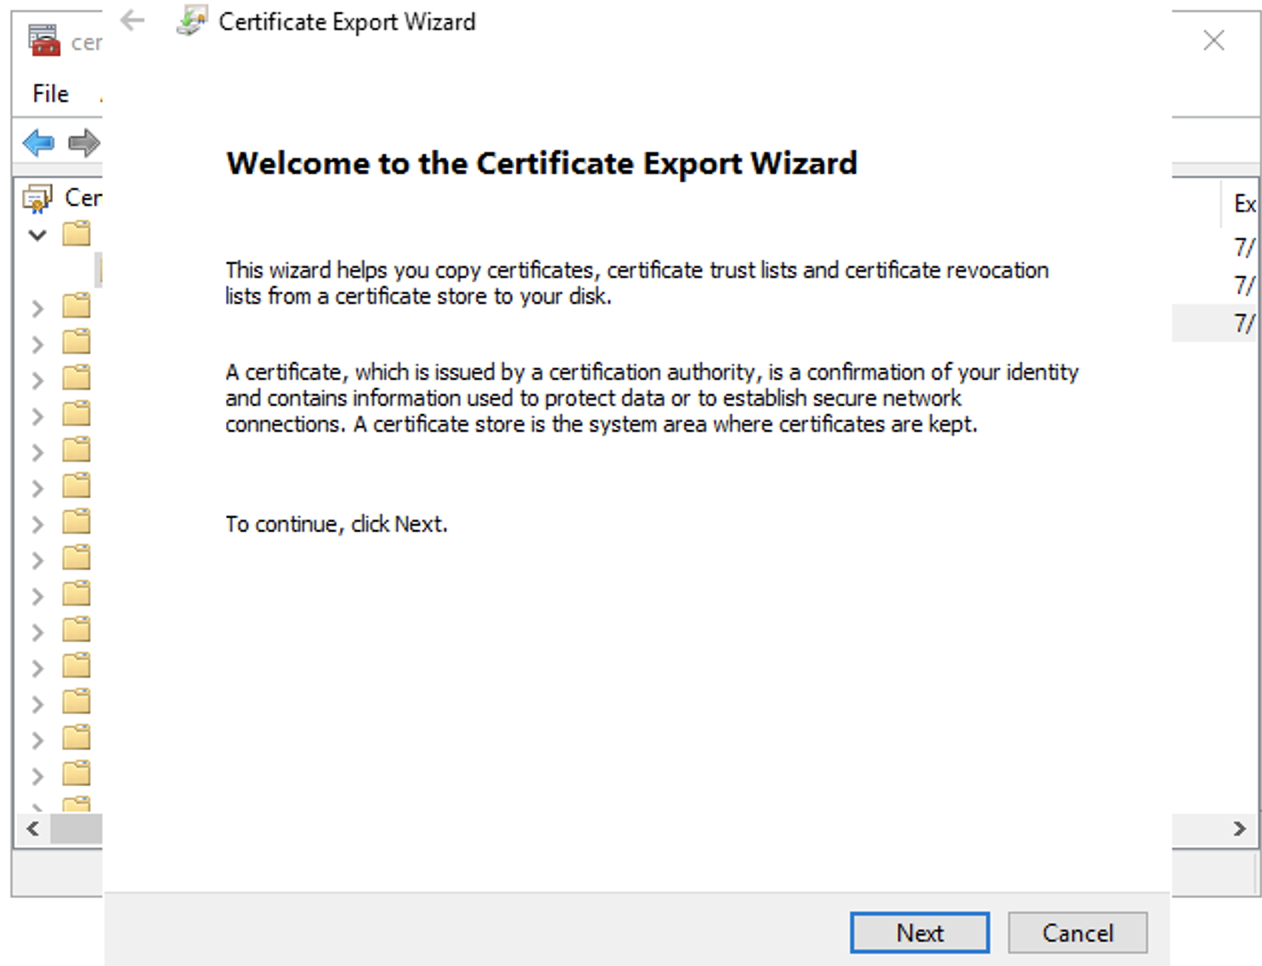 Certificate Export Wizard
cer
File
Cer
Ex
7/
7/
7/
Welcome to the Certificate Export Wizard
This wizard helps you copy certificates, certificate trust lists and certificate revocation
lists from a certificate store to your disk.
A certificate, which is issued by a certification authority, is a confirmation of your identity
and contains information used to protect data or to establish secure network
connections. A certificate store is the system area where certificates are kept.
To continue, click Next.
Next
Cancel